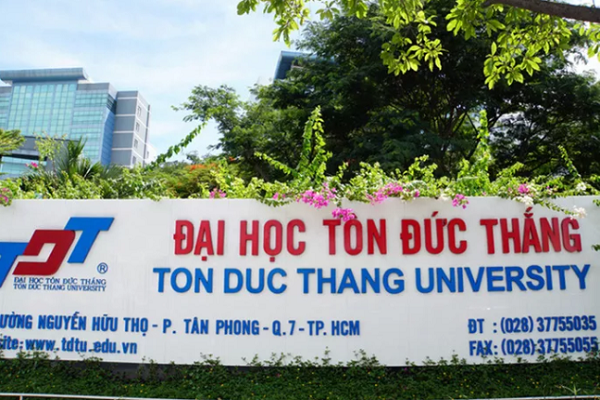 TDT
®
ĐẠI HỌC TÔN ĐỨC THẮNG
TON DUC THANG UNIVERSITY
ĐẠI HỌC TÔN ĐỨC THẮNG
TON DUC THANG UNIVERSITY
ƯỜNG NGUYỄN HỮU THỌ - P. TÂN PHONG - Q.7 - TP. HCM
site: www.tdtu.edu.vn
ĐT : (028) 37755035
FAX: (028) 37755055